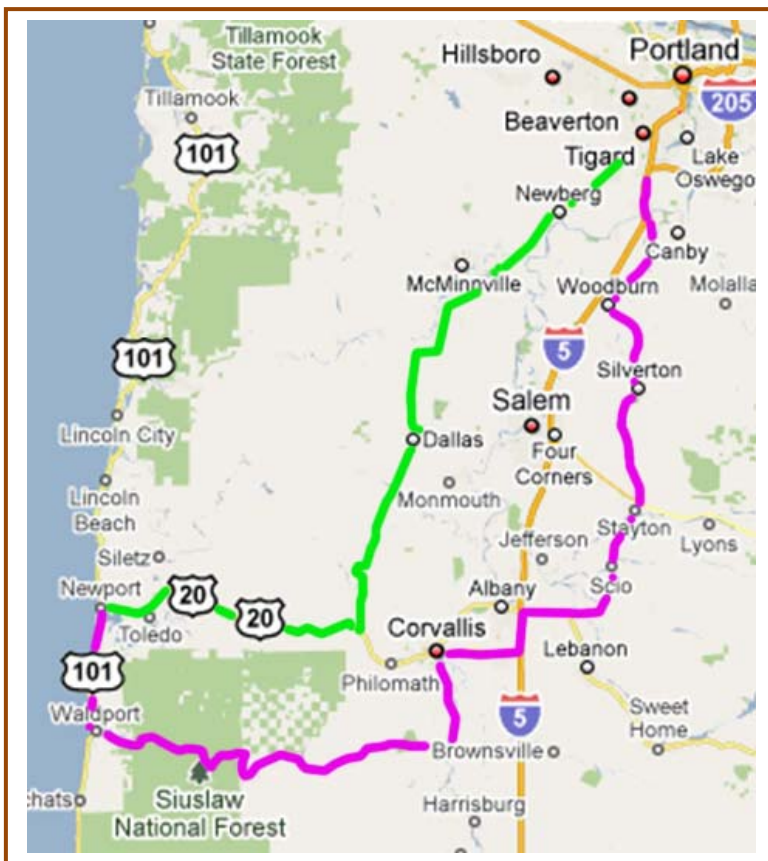 Tillamook
State Forest
Hillsboro
Portland
205
Tillamook
Beaverton
101
Tigard
Lake
Oswego
Newberg
Canby
McMinnville
Woodburn
Molalla
101
5
Silverton
Salem
Lincoln City
Dallas
Four
Corners
Monmouth
Lincoln
Beach
Stayton
Jefferson
Lyons
Siletz
Scio
Newport
20
Albany
20
Toledo
Corvallis
Lebanon
101
Philomath
Waldport
5
Sweet
Home
Brownsville
chats
Siuslaw
National Forest
Harrisburg